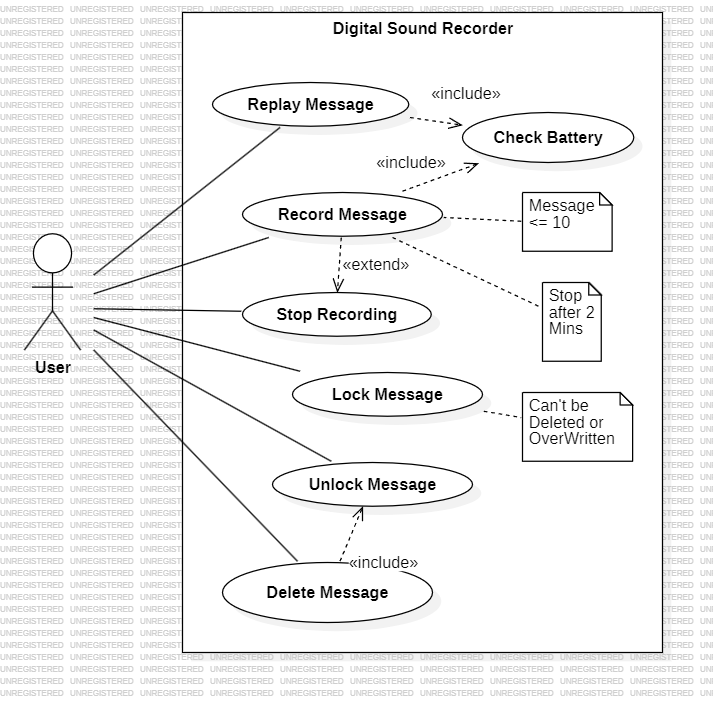 Digital Sound Recorder
«include»
Replay Message
Check Battery
«include»
Record Message
Message
<= 10
«extend»
Stop Recording
Stop
after 2
Mins
User
Lock Message
Can't be
Deleted or
OverWritten
Unlock Message
«include»
Delete Message
UNREGISTERED